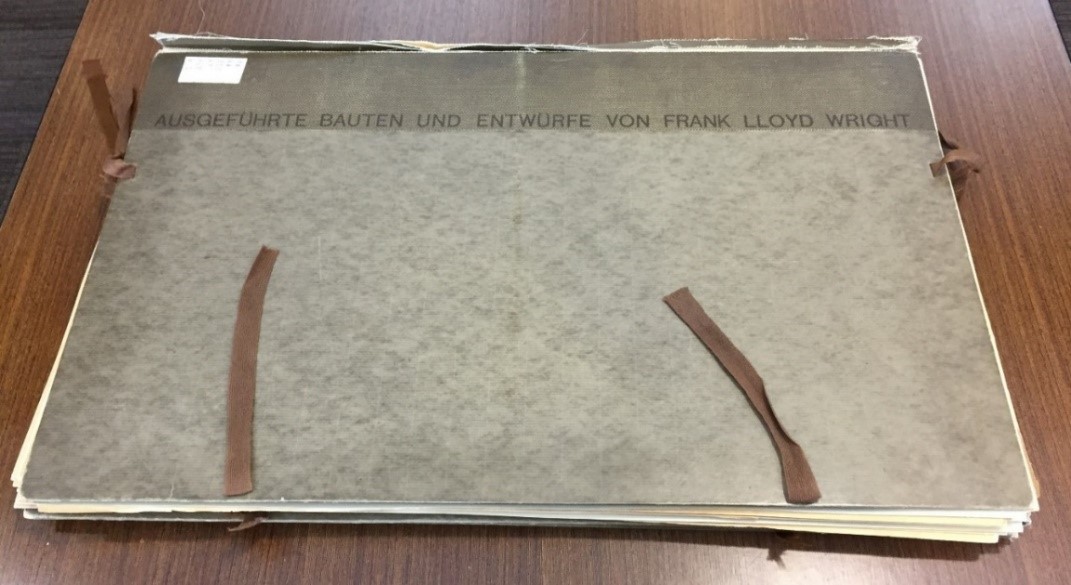 AUSGEFÜHRTE BAUTEN UND ENTWÜRFE VON FRANK LLOYD WRIGHT